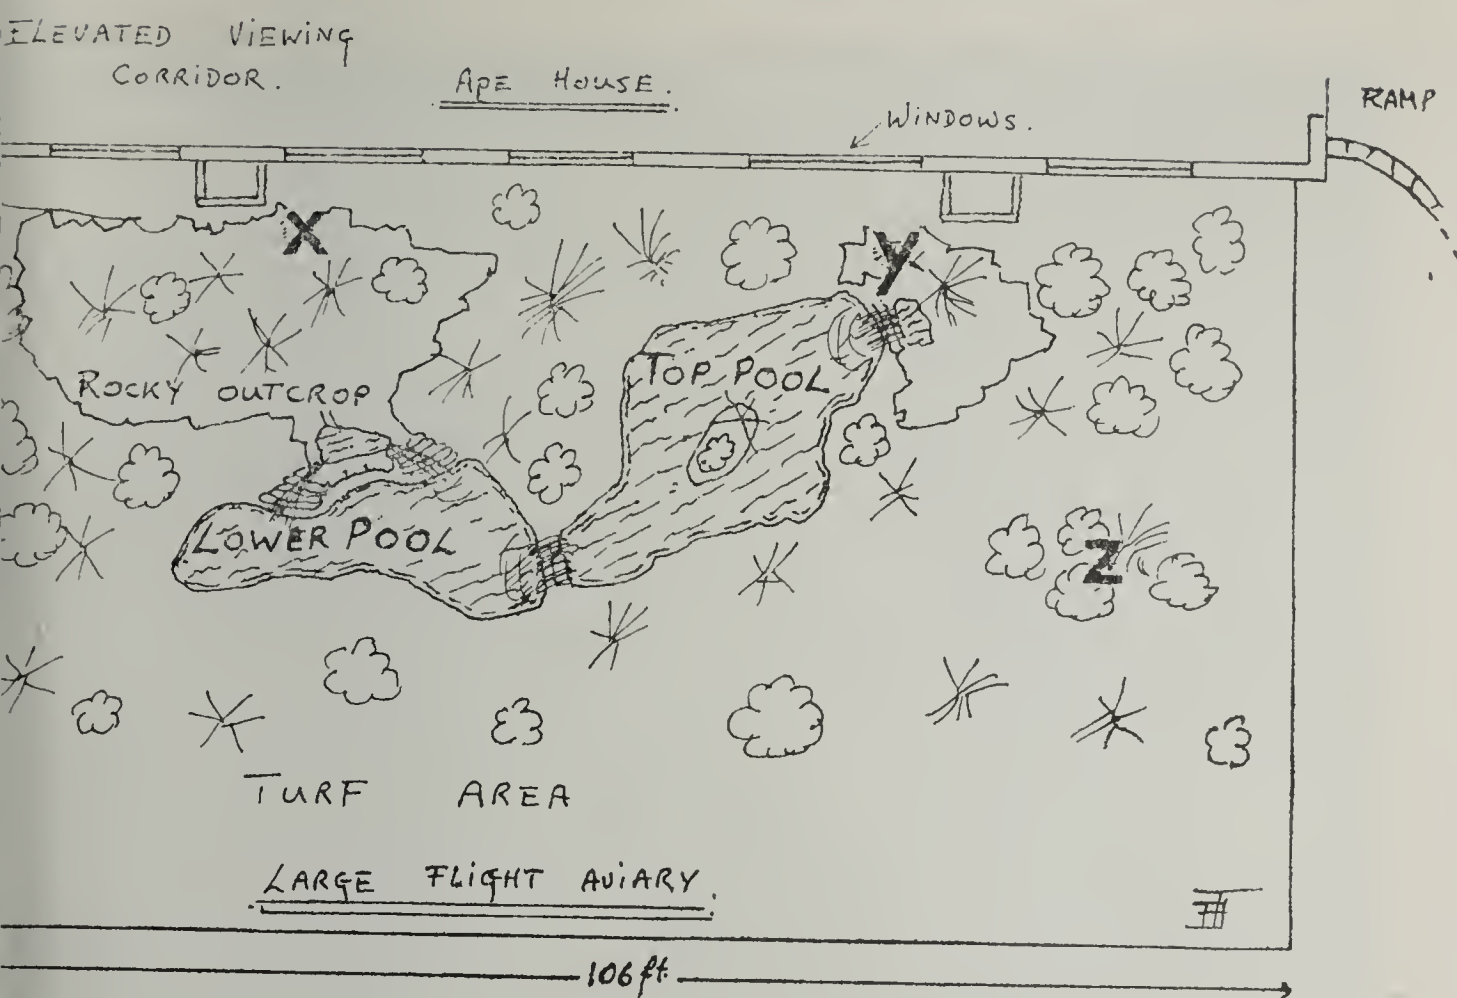 ELEVATED VIEWING
CORRIDOR.
APE HOUSE.
WINDOWS.
RAMP
X
Y
ROCKY OUTCROP
TOP POOL
LOWER POOL
Z
TURF AREA
LARGE FLIGHT AVIARY.
106 ft.